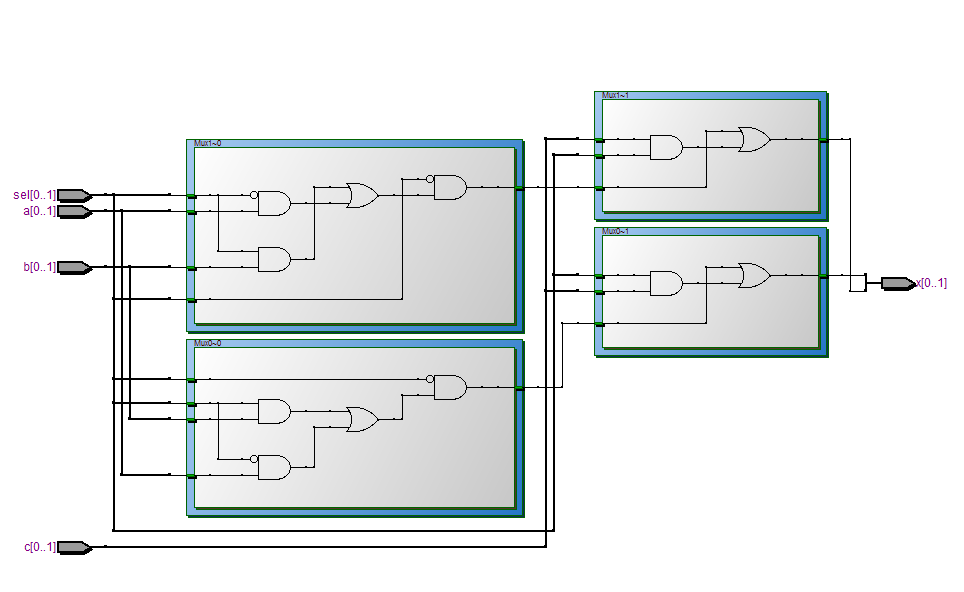 Mux1~1
Mux1~0
sel[0..1]
a[0..1]
b[0..1]
Mux0~1
x[0..1]
Mux0~0
c[0..1]